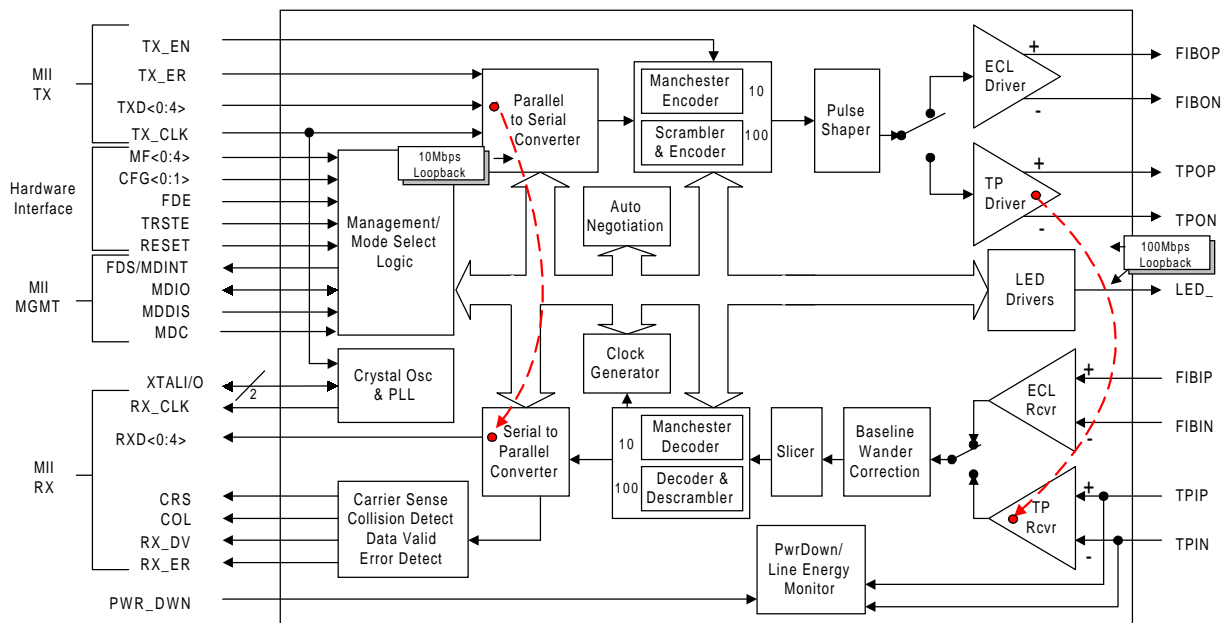 MII
TX
TX_EN
TX_ER
TXD<0:4>
TX_CLK
Hardware
Interface
MF<0:4>
CFG<0:1>
FDE
TRSTE
RESET
MII
MGMT
FDS/MDINT
MDIO
MDDIS
MDC
MII
RX
XTALI/O
2
RX_CLK
RXD<0:4>
CRS
COL
RX_DV
RX_ER
PWR_DWN
Parallel
to Serial
Converter
10Mbps
Loopback
Management/
Mode Select
Logic
Crystal Osc
& PLL
Serial to
Parallel
Converter
Carrier Sense
Collision Detect
Data Valid
Error Detect
Manchester
Encoder
10
Scrambler
& Encoder
100
Auto
Negotiation
Clock
Generator
10
Manchester
Decoder
100
Decoder &
Descrambler
Pulse
Shaper
Slicer
Baseline
Wander
Correction
PwrDown/
Line Energy
Monitor
+
ECL
Driver
-
+
TP
Driver
-
100Mbps
Loopback
LED
Drivers
+
ECL
Rcvr
-
+
TP
Rcvr
-
FIBOP
FIBON
TPOP
TPON
LED_
FIBIP
FIBIN
TPIP
TPIN